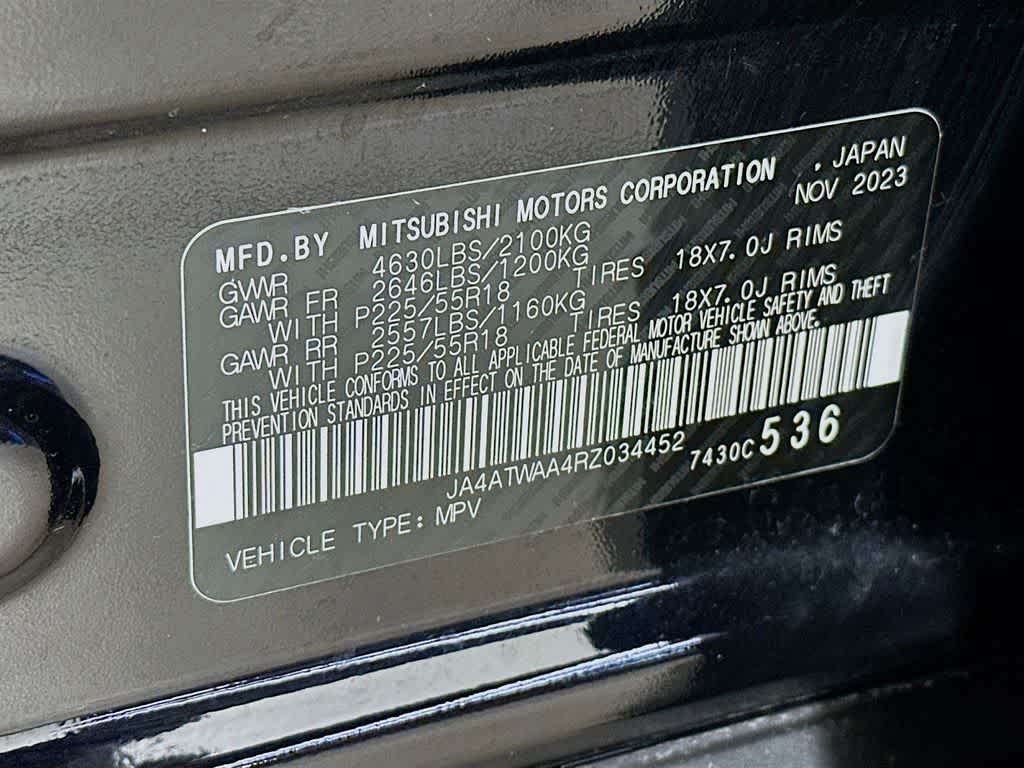 MFD.BY MITSUBISHI MOTORS CORPORATION , JAPAN
NOV 2023
GVWR 4630LBS/2100KG
GAWR FR 2646LBS/1200KG
WITH P225/55R18 TIRES 18X7.0J RIMS
GAWR RR 2557LBS/1160KG
WITH P225/55R18 TIRES 18X7.0J RIMS
THIS VEHICLE CONFORMS TO ALL APPLICABLE FEDERAL MOTOR VEHICLE SAFETY AND THEFT
PREVENTION STANDARDS IN EFFECT ON THE DATE OF MANUFACTURE SHOWN ABOVE.
JA4ATWAA4RZ034452 7430C 536
VEHICLE TYPE: MPV